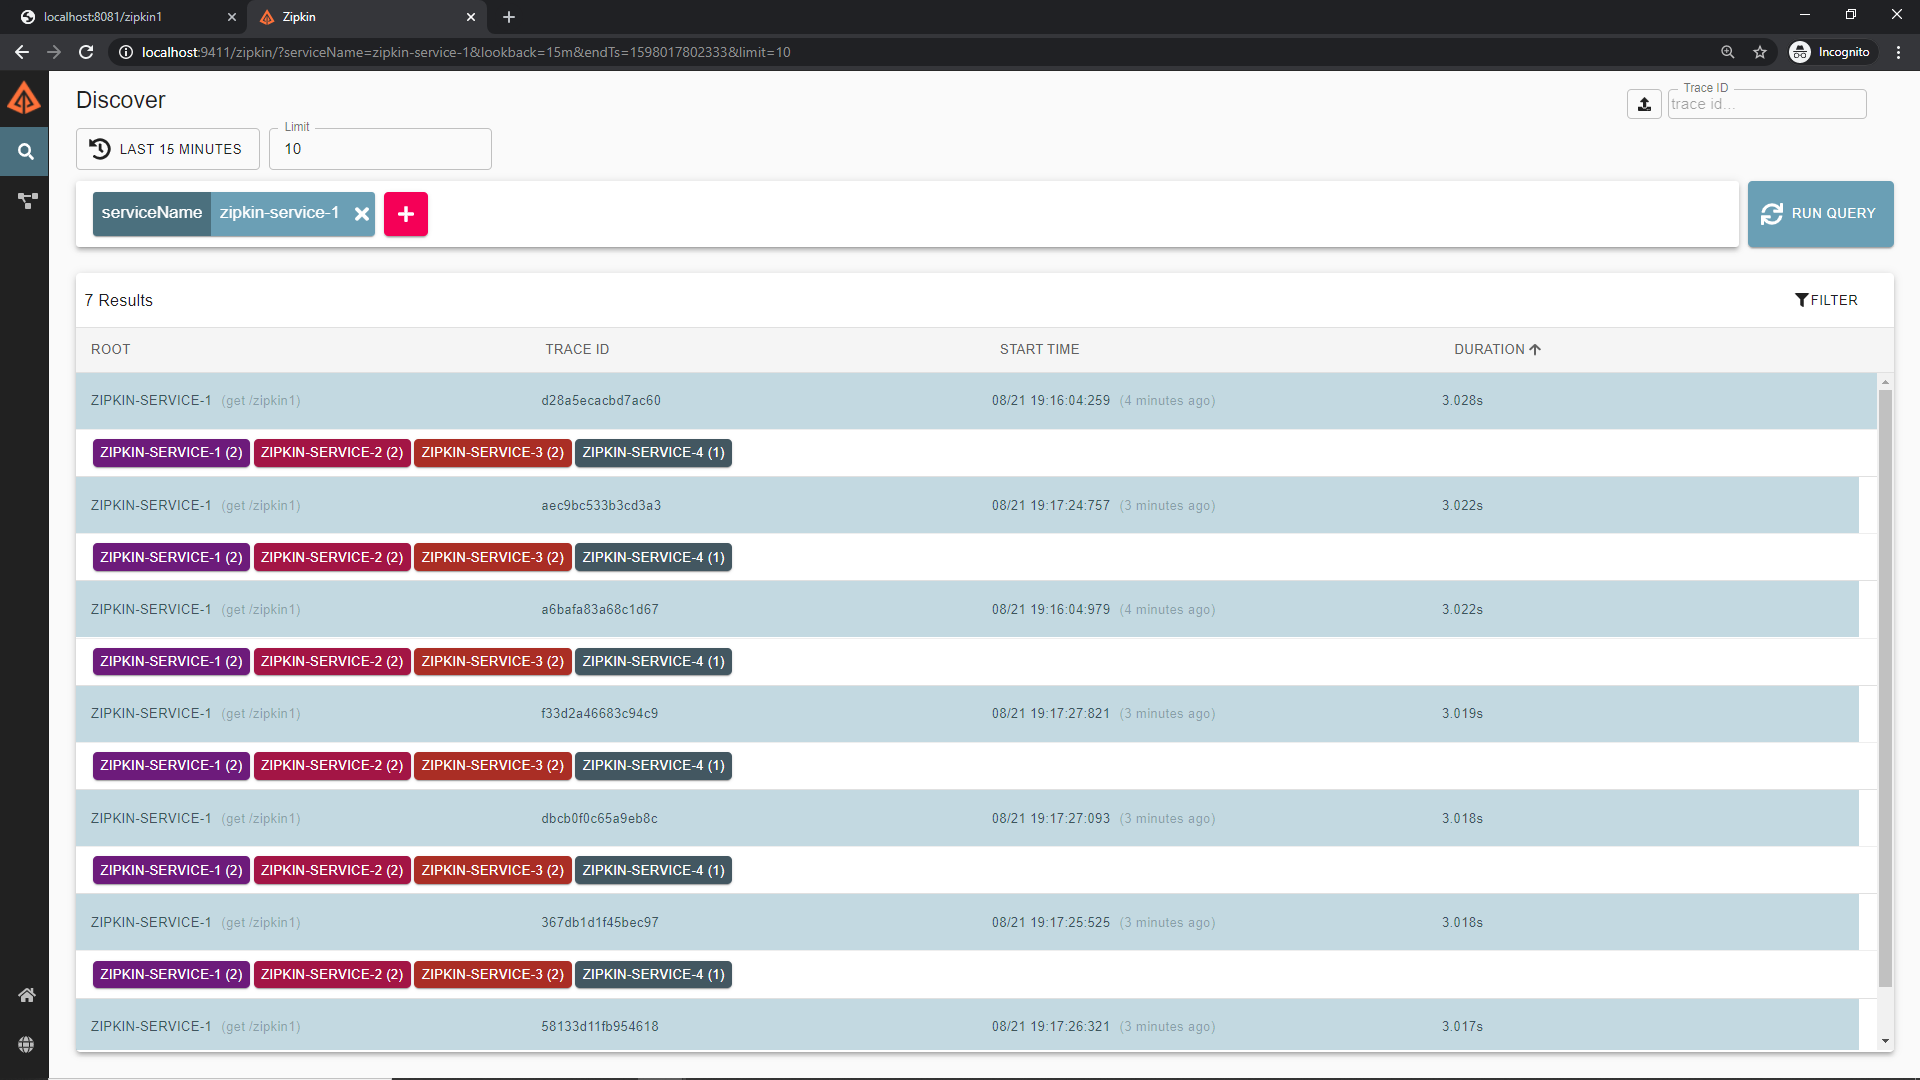 localhost:8081/zipkin1
Zipkin
localhost:9411/zipkin/?serviceName=zipkin-service-1&lookback=15m&endTs=1598017802333&limit=10
Incognito
Discover
Trace ID
trace id...
LAST 15 MINUTES
Limit
10
serviceName zipkin-service-1
RUN QUERY
7 Results
FILTER
ROOT TRACE ID START TIME DURATION
ZIPKIN-SERVICE-1 (get /zipkin1) d28a5ecacbd7ac60 08/21 19:16:04:259 (4 minutes ago) 3.028s
ZIPKIN-SERVICE-1 (2) ZIPKIN-SERVICE-2 (2) ZIPKIN-SERVICE-3 (2) ZIPKIN-SERVICE-4 (1)
ZIPKIN-SERVICE-1 (get /zipkin1) aec9bc533b3cd3a3 08/21 19:17:24:757 (3 minutes ago) 3.022s
ZIPKIN-SERVICE-1 (2) ZIPKIN-SERVICE-2 (2) ZIPKIN-SERVICE-3 (2) ZIPKIN-SERVICE-4 (1)
ZIPKIN-SERVICE-1 (get /zipkin1) a6bafa83a68c1d67 08/21 19:16:04:979 (4 minutes ago) 3.022s
ZIPKIN-SERVICE-1 (2) ZIPKIN-SERVICE-2 (2) ZIPKIN-SERVICE-3 (2) ZIPKIN-SERVICE-4 (1)
ZIPKIN-SERVICE-1 (get /zipkin1) f33d2a46683c94c9 08/21 19:17:27:821 (3 minutes ago) 3.019s
ZIPKIN-SERVICE-1 (2) ZIPKIN-SERVICE-2 (2) ZIPKIN-SERVICE-3 (2) ZIPKIN-SERVICE-4 (1)
ZIPKIN-SERVICE-1 (get /zipkin1) dbcb0f0c65a9eb8c 08/21 19:17:27:093 (3 minutes ago) 3.018s
ZIPKIN-SERVICE-1 (2) ZIPKIN-SERVICE-2 (2) ZIPKIN-SERVICE-3 (2) ZIPKIN-SERVICE-4 (1)
ZIPKIN-SERVICE-1 (get /zipkin1) 367db1d1f45bec97 08/21 19:17:25:525 (3 minutes ago) 3.018s
ZIPKIN-SERVICE-1 (2) ZIPKIN-SERVICE-2 (2) ZIPKIN-SERVICE-3 (2) ZIPKIN-SERVICE-4 (1)
ZIPKIN-SERVICE-1 (get /zipkin1) 58133d11fb954618 08/21 19:17:26:321 (3 minutes ago) 3.017s